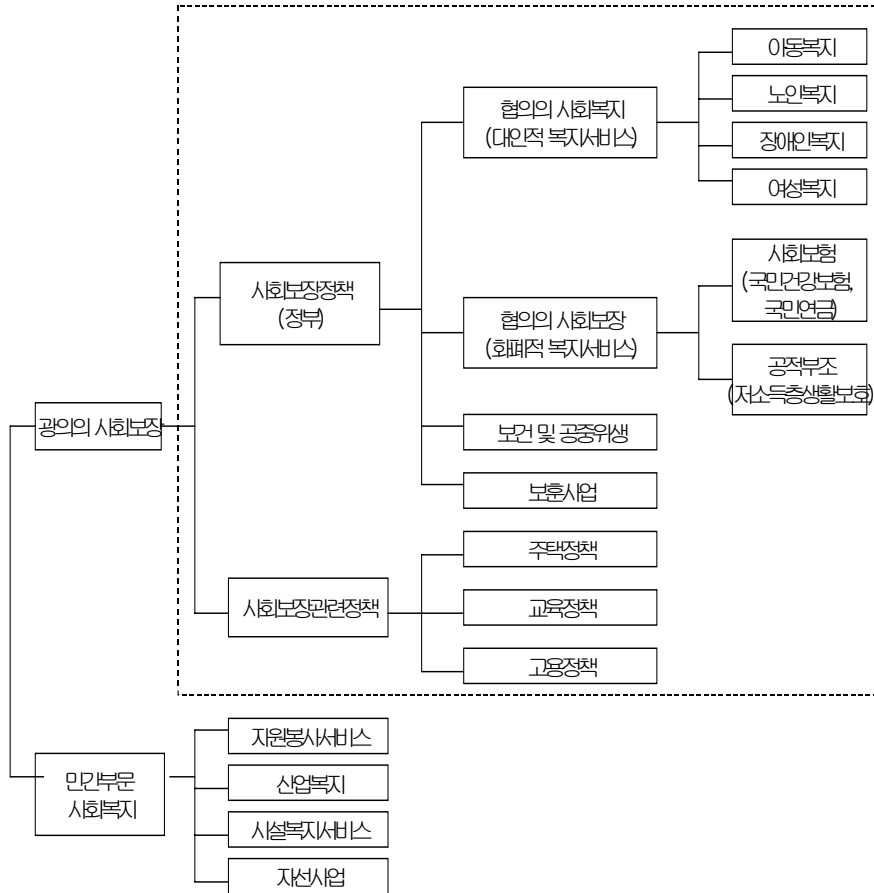 아동복지
노인복지
장애인복지
여성복지
협의의 사회복지
(대인적 복지서비스)
사회보험
(국민건강보험,
국민연금)
공적부조
(저소득층생활보호)
협의의 사회보장
(화폐적 복지서비스)
사회보장정책
(정부)
보건 및 공중위생
보훈사업
광의의 사회보장
주택정책
교육정책
고용정책
사회보장관련정책
자원봉사서비스
산업복지
시설복지서비스
자선사업
민간부문
사회복지